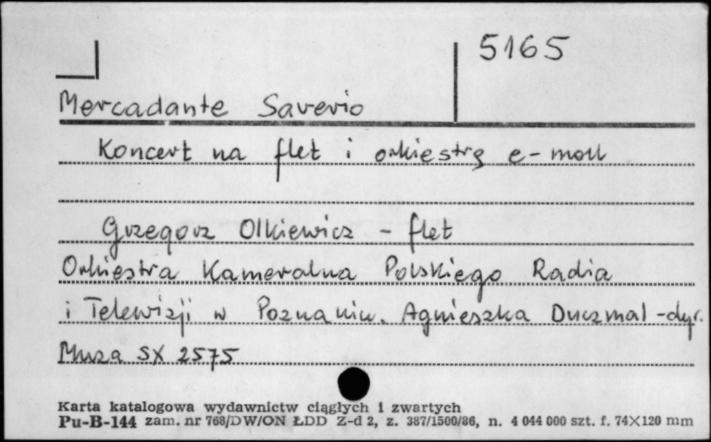 5165
Mercadante Saverio
Koncert na flet i orkiestrę e-moll
Grzegorz Olkiewicz - flet
Orkiestra Kameralna Polskiego Radia
i Telewizji w Poznaniu. Agnieszka Duczmal - dyr.
Muza SX 2575
Karta katalogowa wydawnictw ciągłych i zwartych
Pu-B-144 zam. nr 768/DW/ON ŁDD Z-d 2, z. 387/1500/86, n. 4 044 000 szt. f. 74×120 mm